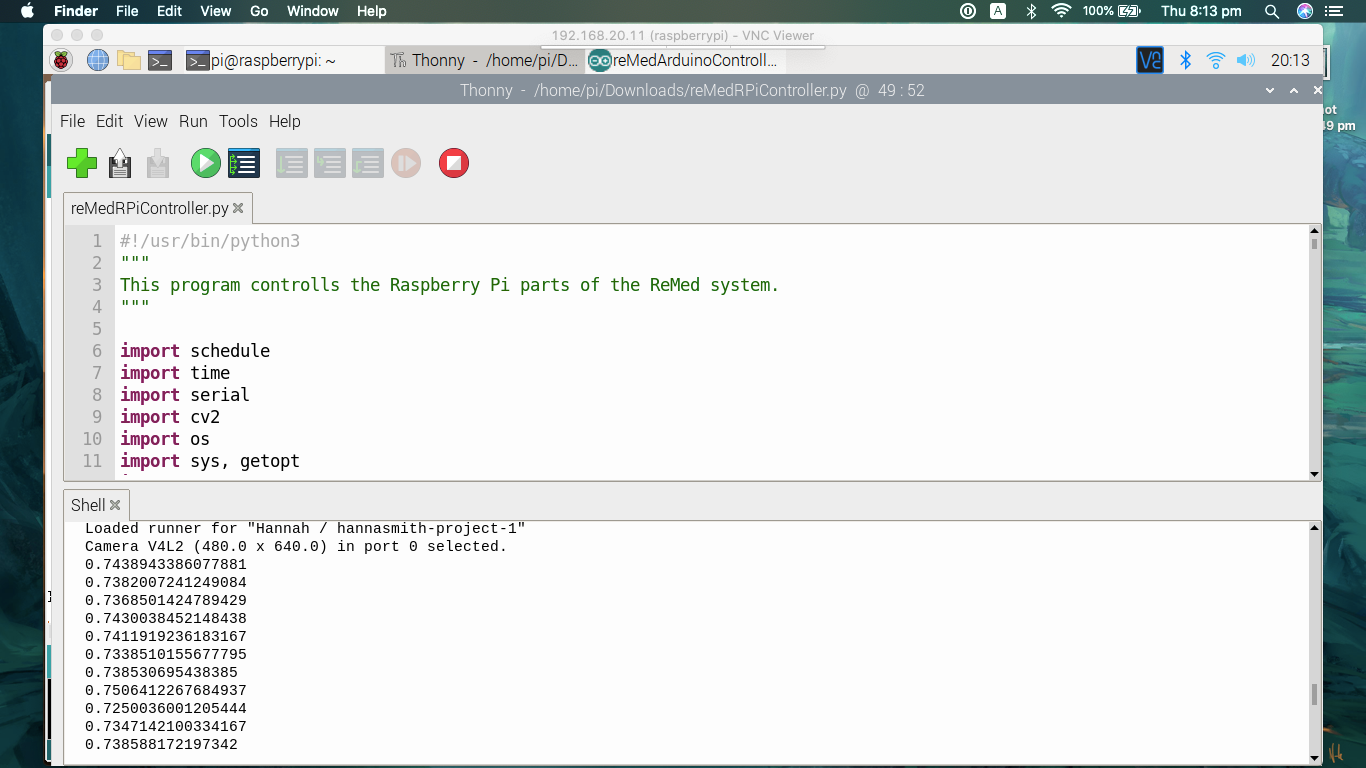 Finder File Edit View Go Window Help A 100% Thu 8:13 pm
192.168.20.11 (raspberrypi) - VNC Viewer
pi@raspberrypi: ~ Thonny - /home/pi/D... reMedArduinoControll... 20:13
Thonny - /home/pi/Downloads/reMedRPiController.py @ 49 : 52
File Edit View Run Tools Help
reMedRPiController.py
1 #!/usr/bin/python3
2 """
3 This program controlls the Raspberry Pi parts of the ReMed system.
4 """
5
6 import schedule
7 import time
8 import serial
9 import cv2
10 import os
11 import sys, getopt
Shell
Loaded runner for "Hannah / hannasmith-project-1"
Camera V4L2 (480.0 x 640.0) in port 0 selected.
0.7438943386077881
0.7382007241249084
0.7368501424789429
0.7430038452148438
0.7411919236183167
0.7338510155677795
0.738530695438385
0.7506412267684937
0.7250036001205444
0.7347142100334167
0.738588172197342